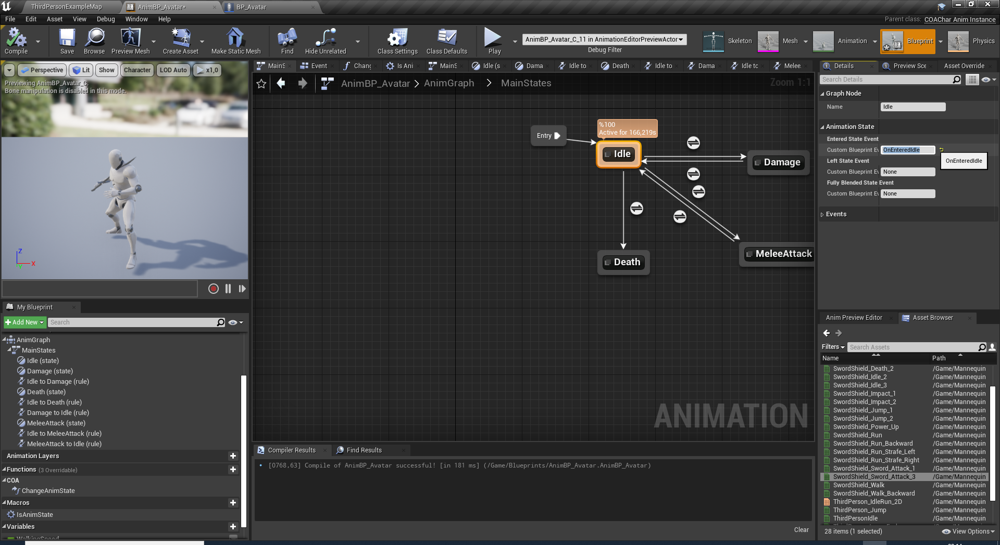 ThirdPersonExampleMap
AnimBP_Avatar*
BP_Avatar
File Edit Asset View Debug Window Help
Parent class: COAChar Anim Instance
Compile
Save
Browse
Preview Mesh
Create Asset
Make Static Mesh
Find
Hide Unrelated
Class Settings
Class Defaults
Play
AnimBP_Avatar_C_11 in AnimationEditorPreviewActor
Debug Filter
Skeleton
Mesh
Animation
Blueprint
Physics
Perspective
Lit
Show
Character
LOD Auto
x1,0
Previewing AnimBP_Avatar_C.
Bone manipulation is disabled in this mode.
Z
X
My Blueprint
Add New
Search
AnimGraph
MainStates
Idle (state)
Damage (state)
Idle to Damage (rule)
Death (state)
Idle to Death (rule)
Damage to Idle (rule)
MeleeAttack (state)
Idle to MeleeAttack (rule)
MeleeAttack to Idle (rule)
Animation Layers
Functions (3 Overridable)
COA
ChangeAnimState
Macros
IsAnimState
Variables
WalkingSpeed
MainS
Event
Chang
Is Ani
MainS
Idle (s
Dama
Idle to
Death
Idle to
Dama
Idle to
Melee
AnimBP_Avatar > AnimGraph > MainStates
Zoom 1:1
Entry
%100
Active for 166,219s
Idle
Damage
Death
MeleeAttack
ANIMATION
Compiler Results
Find Results
[0768,63] Compile of AnimBP_Avatar successful! [in 181 ms] (/Game/Blueprints/AnimBP_Avatar.AnimBP_Avatar)
Clear
Details
Preview Sce
Asset Override
Search Details
Graph Node
Name
Idle
Animation State
Entered State Event
Custom Blueprint Ev
OnEnteredIdle
OnEnteredIdle
Left State Event
Custom Blueprint Ev
None
Fully Blended State Event
Custom Blueprint Ev
None
Events
Anim Preview Editor
Asset Browser
Filters
Search Assets
Name Path
SwordShield_Death_2 /Game/Mannequin
SwordShield_Idle_2 /Game/Mannequin
SwordShield_Idle_3 /Game/Mannequin
SwordShield_Impact_1 /Game/Mannequin
SwordShield_Impact_2 /Game/Mannequin
SwordShield_Jump_1 /Game/Mannequin
SwordShield_Jump_2 /Game/Mannequin
SwordShield_Power_Up /Game/Mannequin
SwordShield_Run /Game/Mannequin
SwordShield_Run_Backward /Game/Mannequin
SwordShield_Run_Strafe_Left /Game/Mannequin
SwordShield_Run_Strafe_Right /Game/Mannequin
SwordShield_Sword_Attack_1 /Game/Mannequin
SwordShield_Sword_Attack_3 /Game/Mannequin
SwordShield_Walk /Game/Mannequin
SwordShield_Walk_Backward /Game/Mannequin
ThirdPerson_IdleRun_2D /Game/Mannequin
ThirdPerson_Jump /Game/Mannequin
ThirdPersonIdle /Game/Mannequin
28 items (1 selected)
View Options